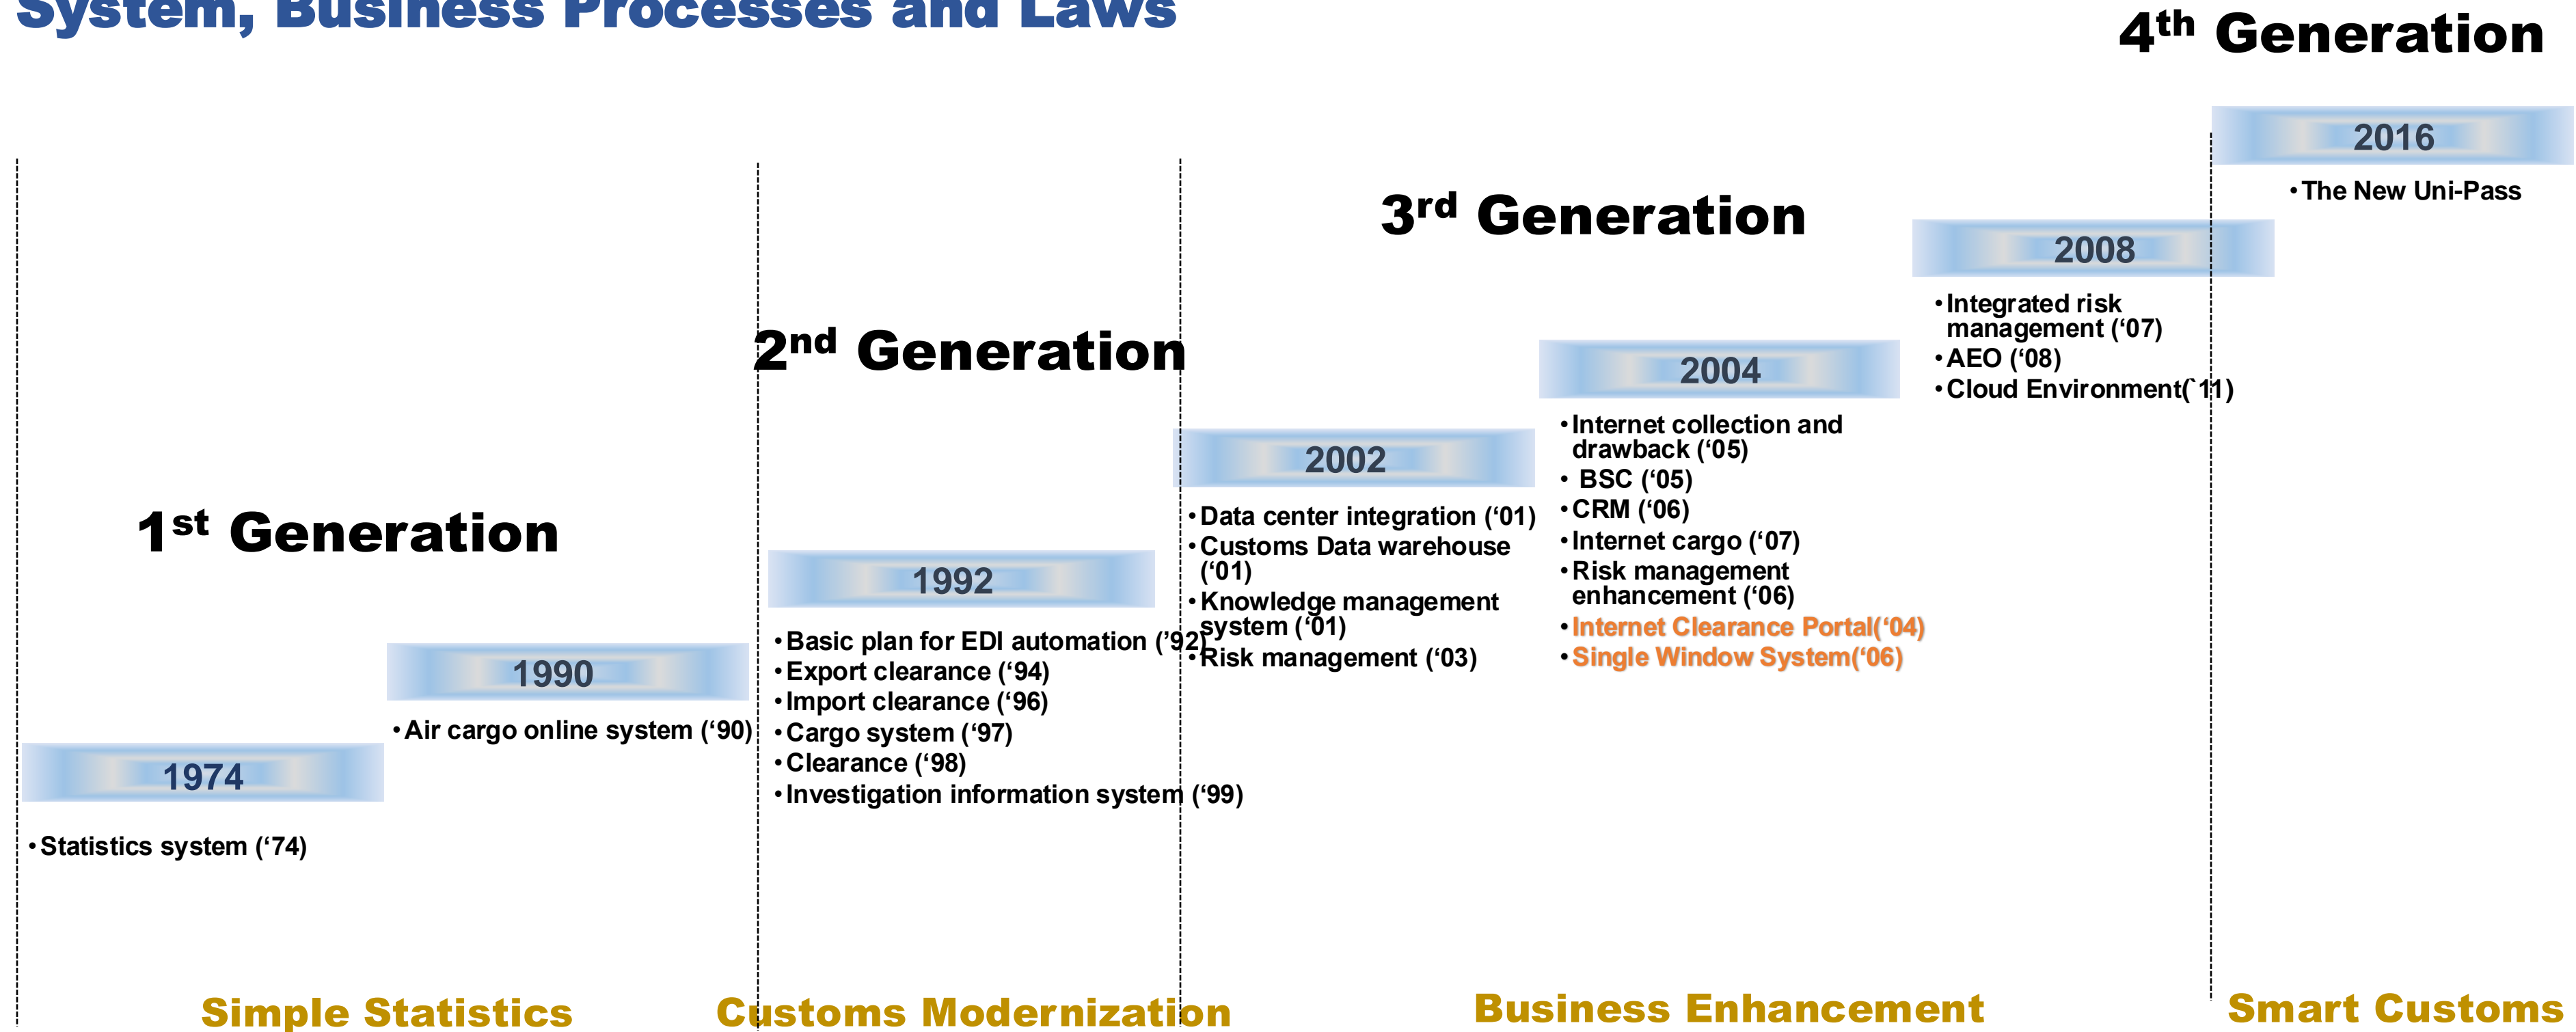 System, Business Processes and Laws
4th Generation
2016
•The New Uni-Pass
3rd Generation
2008
•Integrated risk
management (‘07)
•AEO (‘08)
•Cloud Environment(`11)
2nd Generation
2004
•Internet collection and
drawback (‘05)
• BSC (‘05)
•CRM (‘06)
•Internet cargo (‘07)
•Risk management
enhancement (‘06)
•Internet Clearance Portal(‘04)
•Single Window System(‘06)
2002
•Data center integration (‘01)
•Customs Data warehouse
(‘01)
•Knowledge management
system (‘01)
•Risk management (‘03)
1st Generation
1992
•Basic plan for EDI automation (’92)
•Export clearance (‘94)
•Import clearance (‘96)
•Cargo system (‘97)
•Clearance (‘98)
•Investigation information system (‘99)
1990
•Air cargo online system (‘90)
1974
•Statistics system (‘74)
Simple Statistics
Customs Modernization
Business Enhancement
Smart Customs